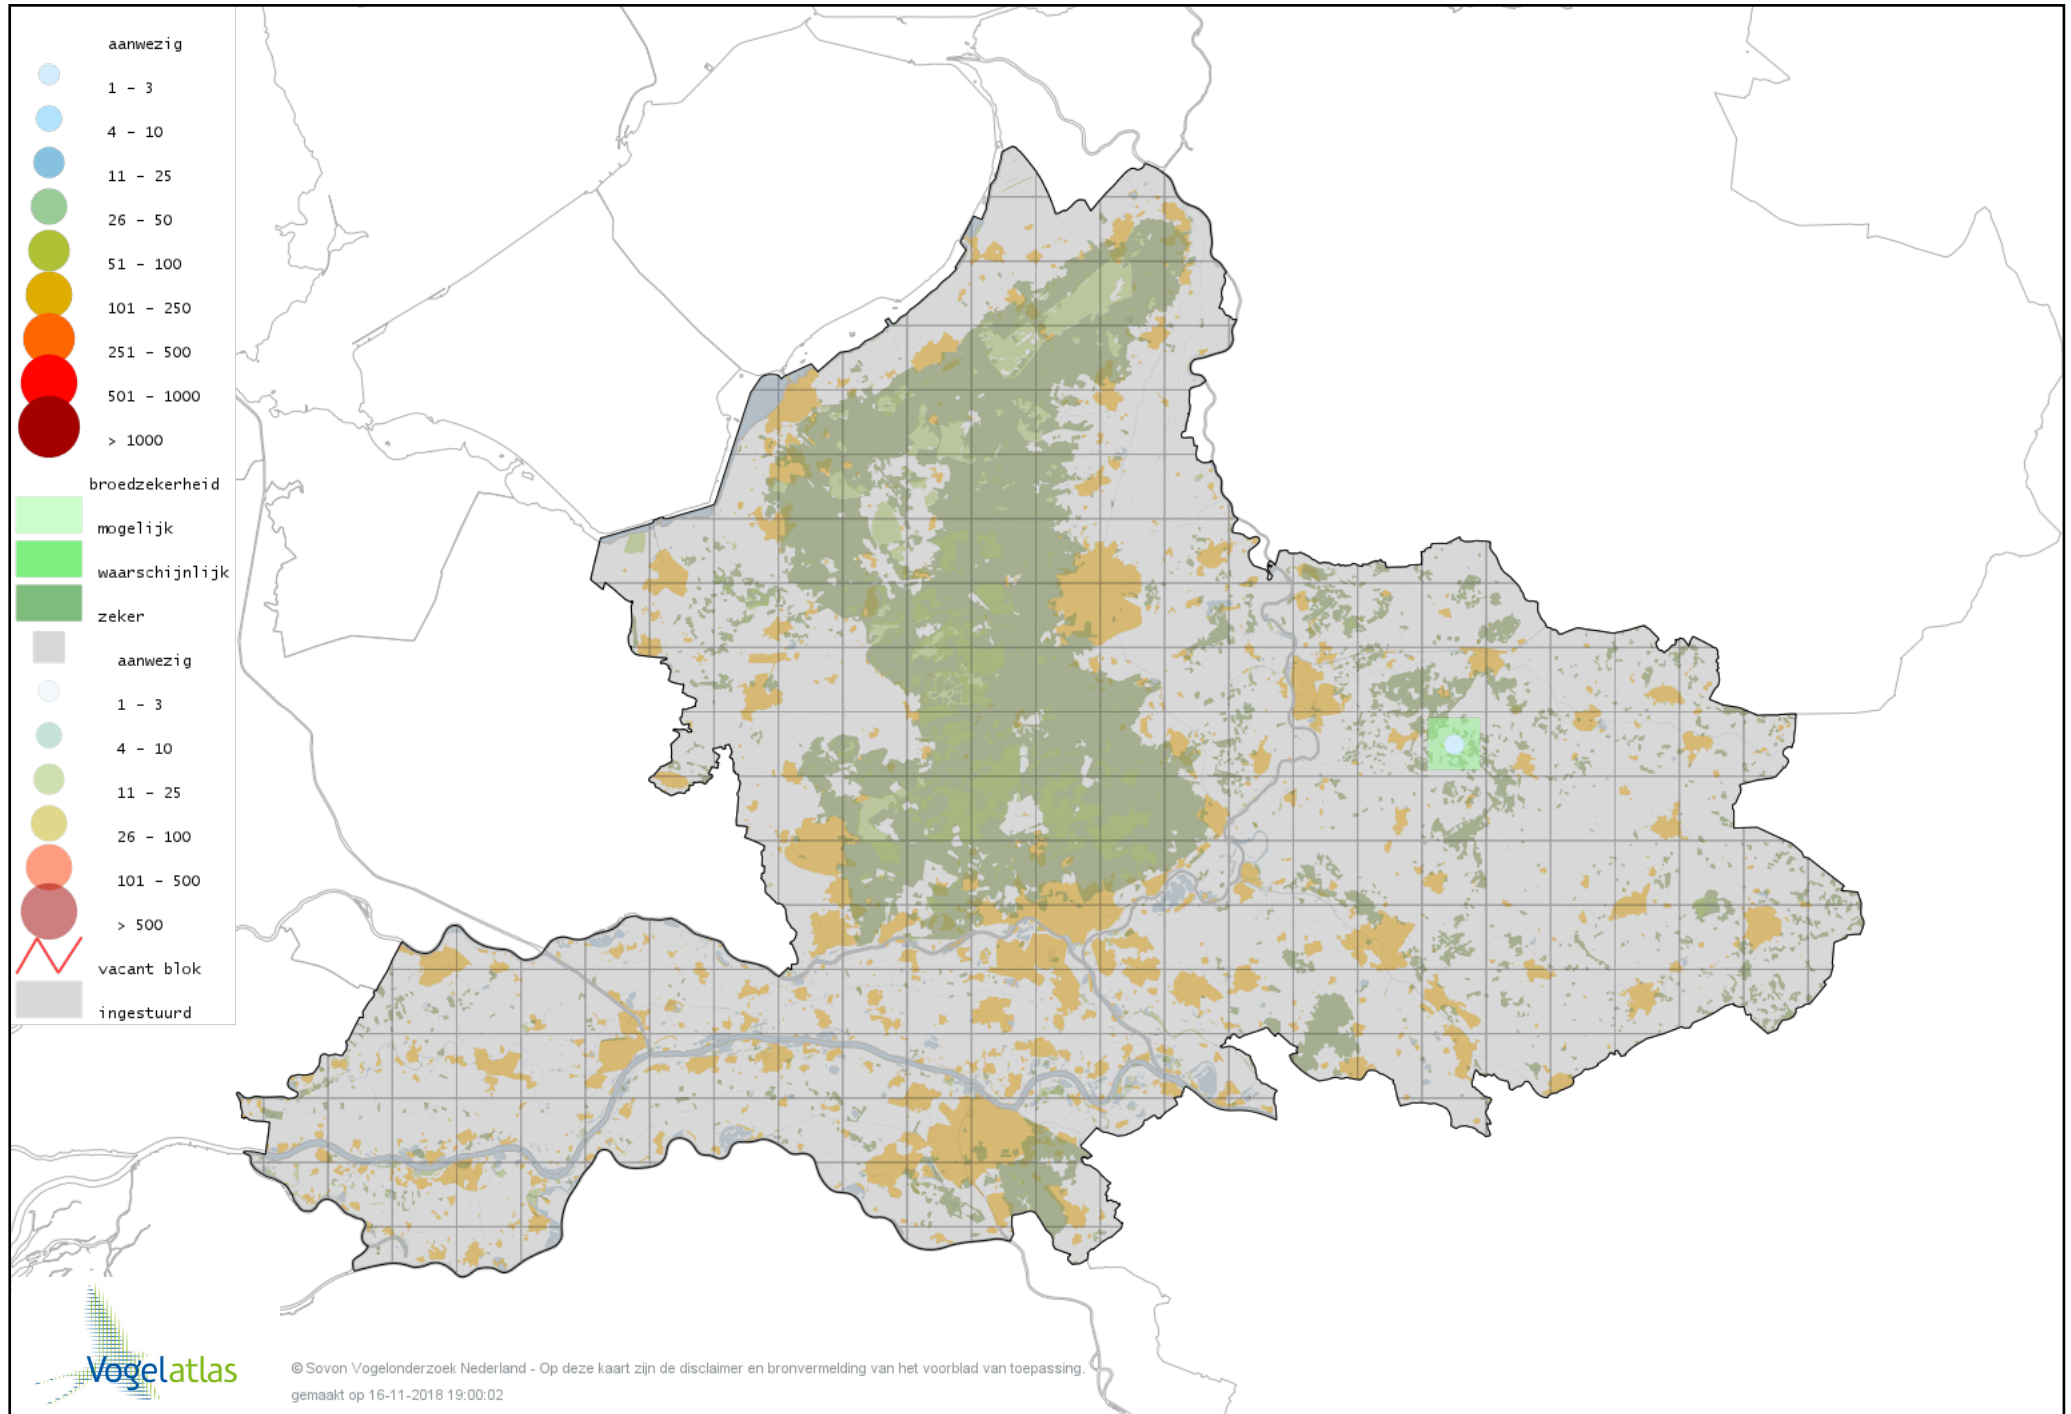 aanwezig
1 - 3
4 - 10
11 - 25
26 - 50
51 - 100
101 - 250
251 - 500
501 - 1000
> 1000
broedzekerheid
mogelijk
waarschijnlijk
zeker
aanwezig
1 - 3
4 - 10
11 - 25
26 - 100
101 - 500
> 500
vacant blok
ingestuurd
Vogelatlas
© Sovon Vogelonderzoek Nederland - Op deze kaart zijn de disclaimer en bronvermelding van het voorblad van toepassing.
gemaakt op 16-11-2018 19:00:02